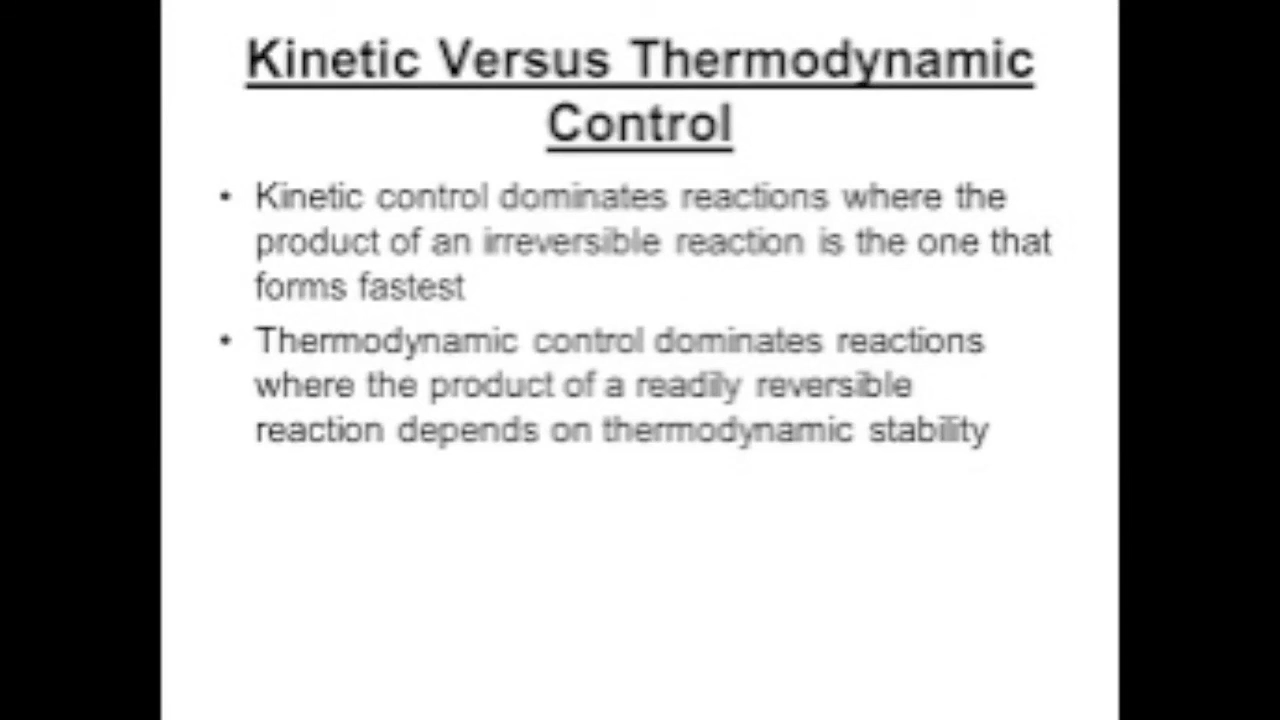 Kinetic Versus Thermodynamic
Control
• Kinetic control dominates reactions where the
product of an irreversible reaction is the one that
forms fastest
• Thermodynamic control dominates reactions
where the product of a readily reversible
reaction depends on thermodynamic stability